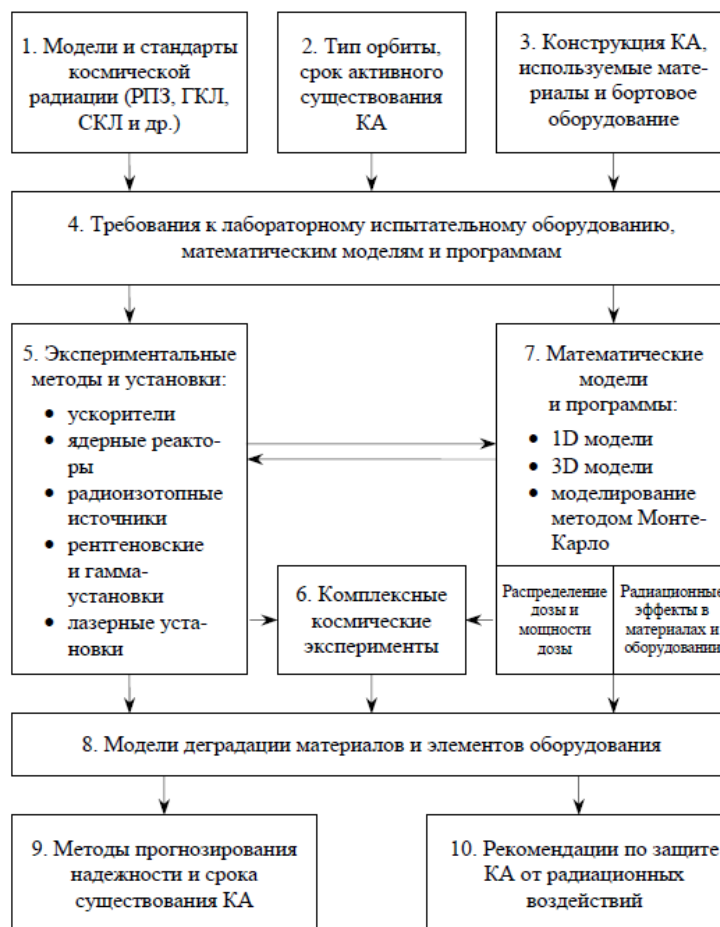 1. Модели и стандарты
космической
радиации (РПЗ, ГКЛ,
СКЛ и др.)
2. Тип орбиты,
срок активного
существования
КА
3. Конструкция КА,
используемые мате-
риалы и бортовое
оборудование
4. Требования к лабораторному испытательному оборудованию,
математическим моделям и программам
5. Экспериментальные
методы и установки:
• ускорители
• ядерные реакто-
ры
• радиоизотопные
источники
• рентгеновские
и гамма-
установки
• лазерные уста-
новки
7. Математические
модели
и программы:
• 1D модели
• 3D модели
• моделирование
методом Монте-
Карло
Распределение
дозы и
мощности
дозы
Радиационные
эффекты в
материалах и
оборудовании
6. Комплексные
космические
эксперименты
8. Модели деградации материалов и элементов оборудования
9. Методы прогнозирования
надежности и срока
существования КА
10. Рекомендации по защите
КА от радиационных
воздействий